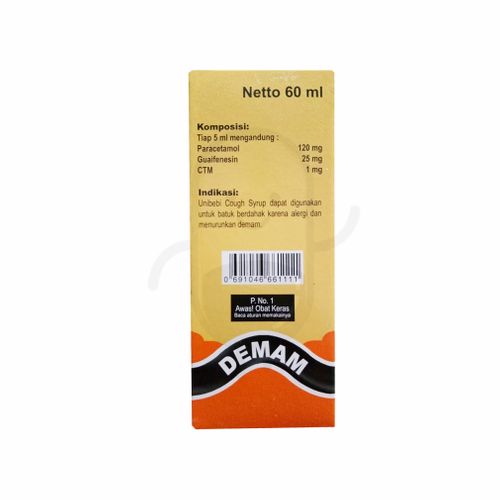 Netto 60 ml
Komposisi:
Tiap 5 ml mengandung :
Paracetamol 120 mg
Guaifenesin 25 mg
CTM 1 mg
Indikasi:
Unibebi Cough Syrup dapat digunakan
untuk batuk berdahak karena alergi dan
menurunkan demam.
0 691046 661111
P. No. 1
Awas! Obat Keras
Baca aturan memakainya
DEMAM